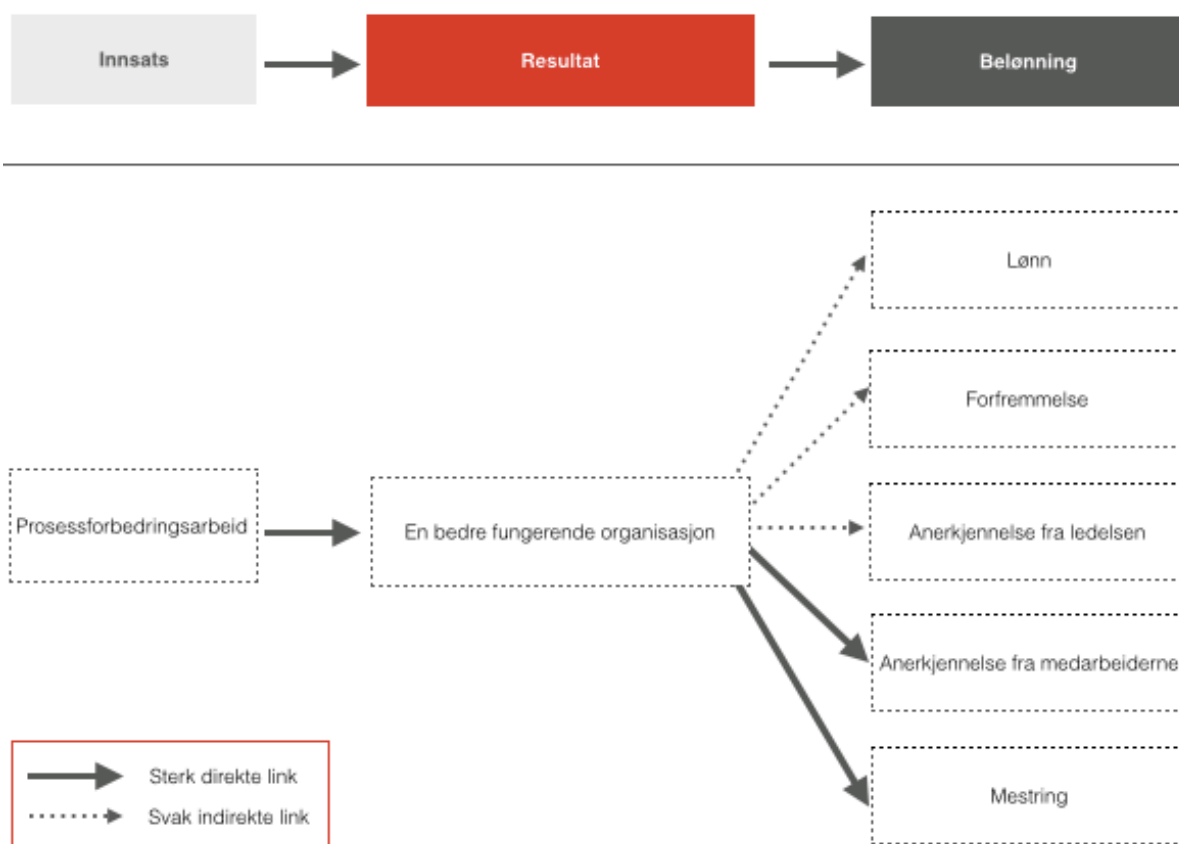 Innsats
Resultat
Belønning
Lønn
Forfremmelse
Prosessforbedringsarbeid
En bedre fungerende organisasjon
Anerkjennelse fra ledelsen
Anerkjennelse fra medarbeiderne
Mestring
Sterk direkte link
Svak indirekte link